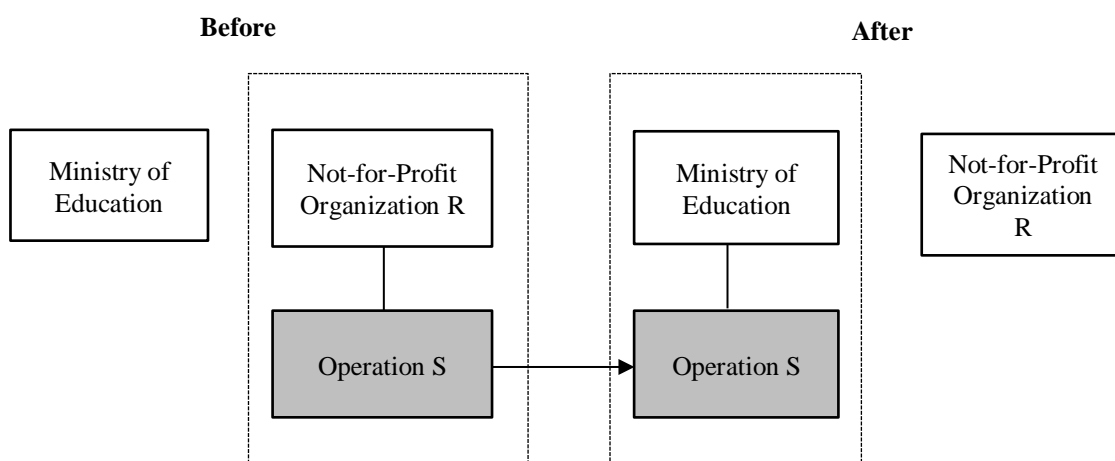 Before
After
Ministry of
Education
Not-for-Profit
Organization R
Ministry of
Education
Not-for-Profit
Organization
R
Operation S
Operation S